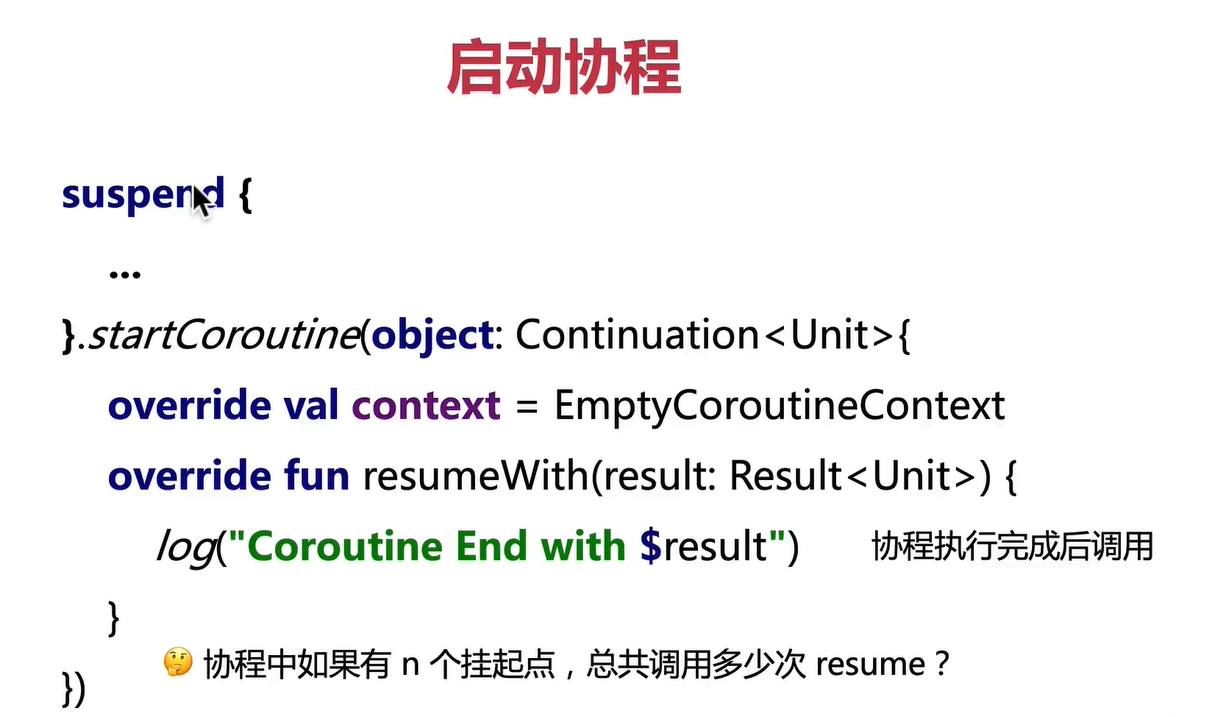 启动协程
suspend {
...
}.startCoroutine(object: Continuation<Unit>{
override val context = EmptyCoroutineContext
override fun resumeWith(result: Result<Unit>) {
log("Coroutine End with $result") 协程执行完成后调用
}
🤔 协程中如果有 n 个挂起点，总共调用多少次 resume？
})